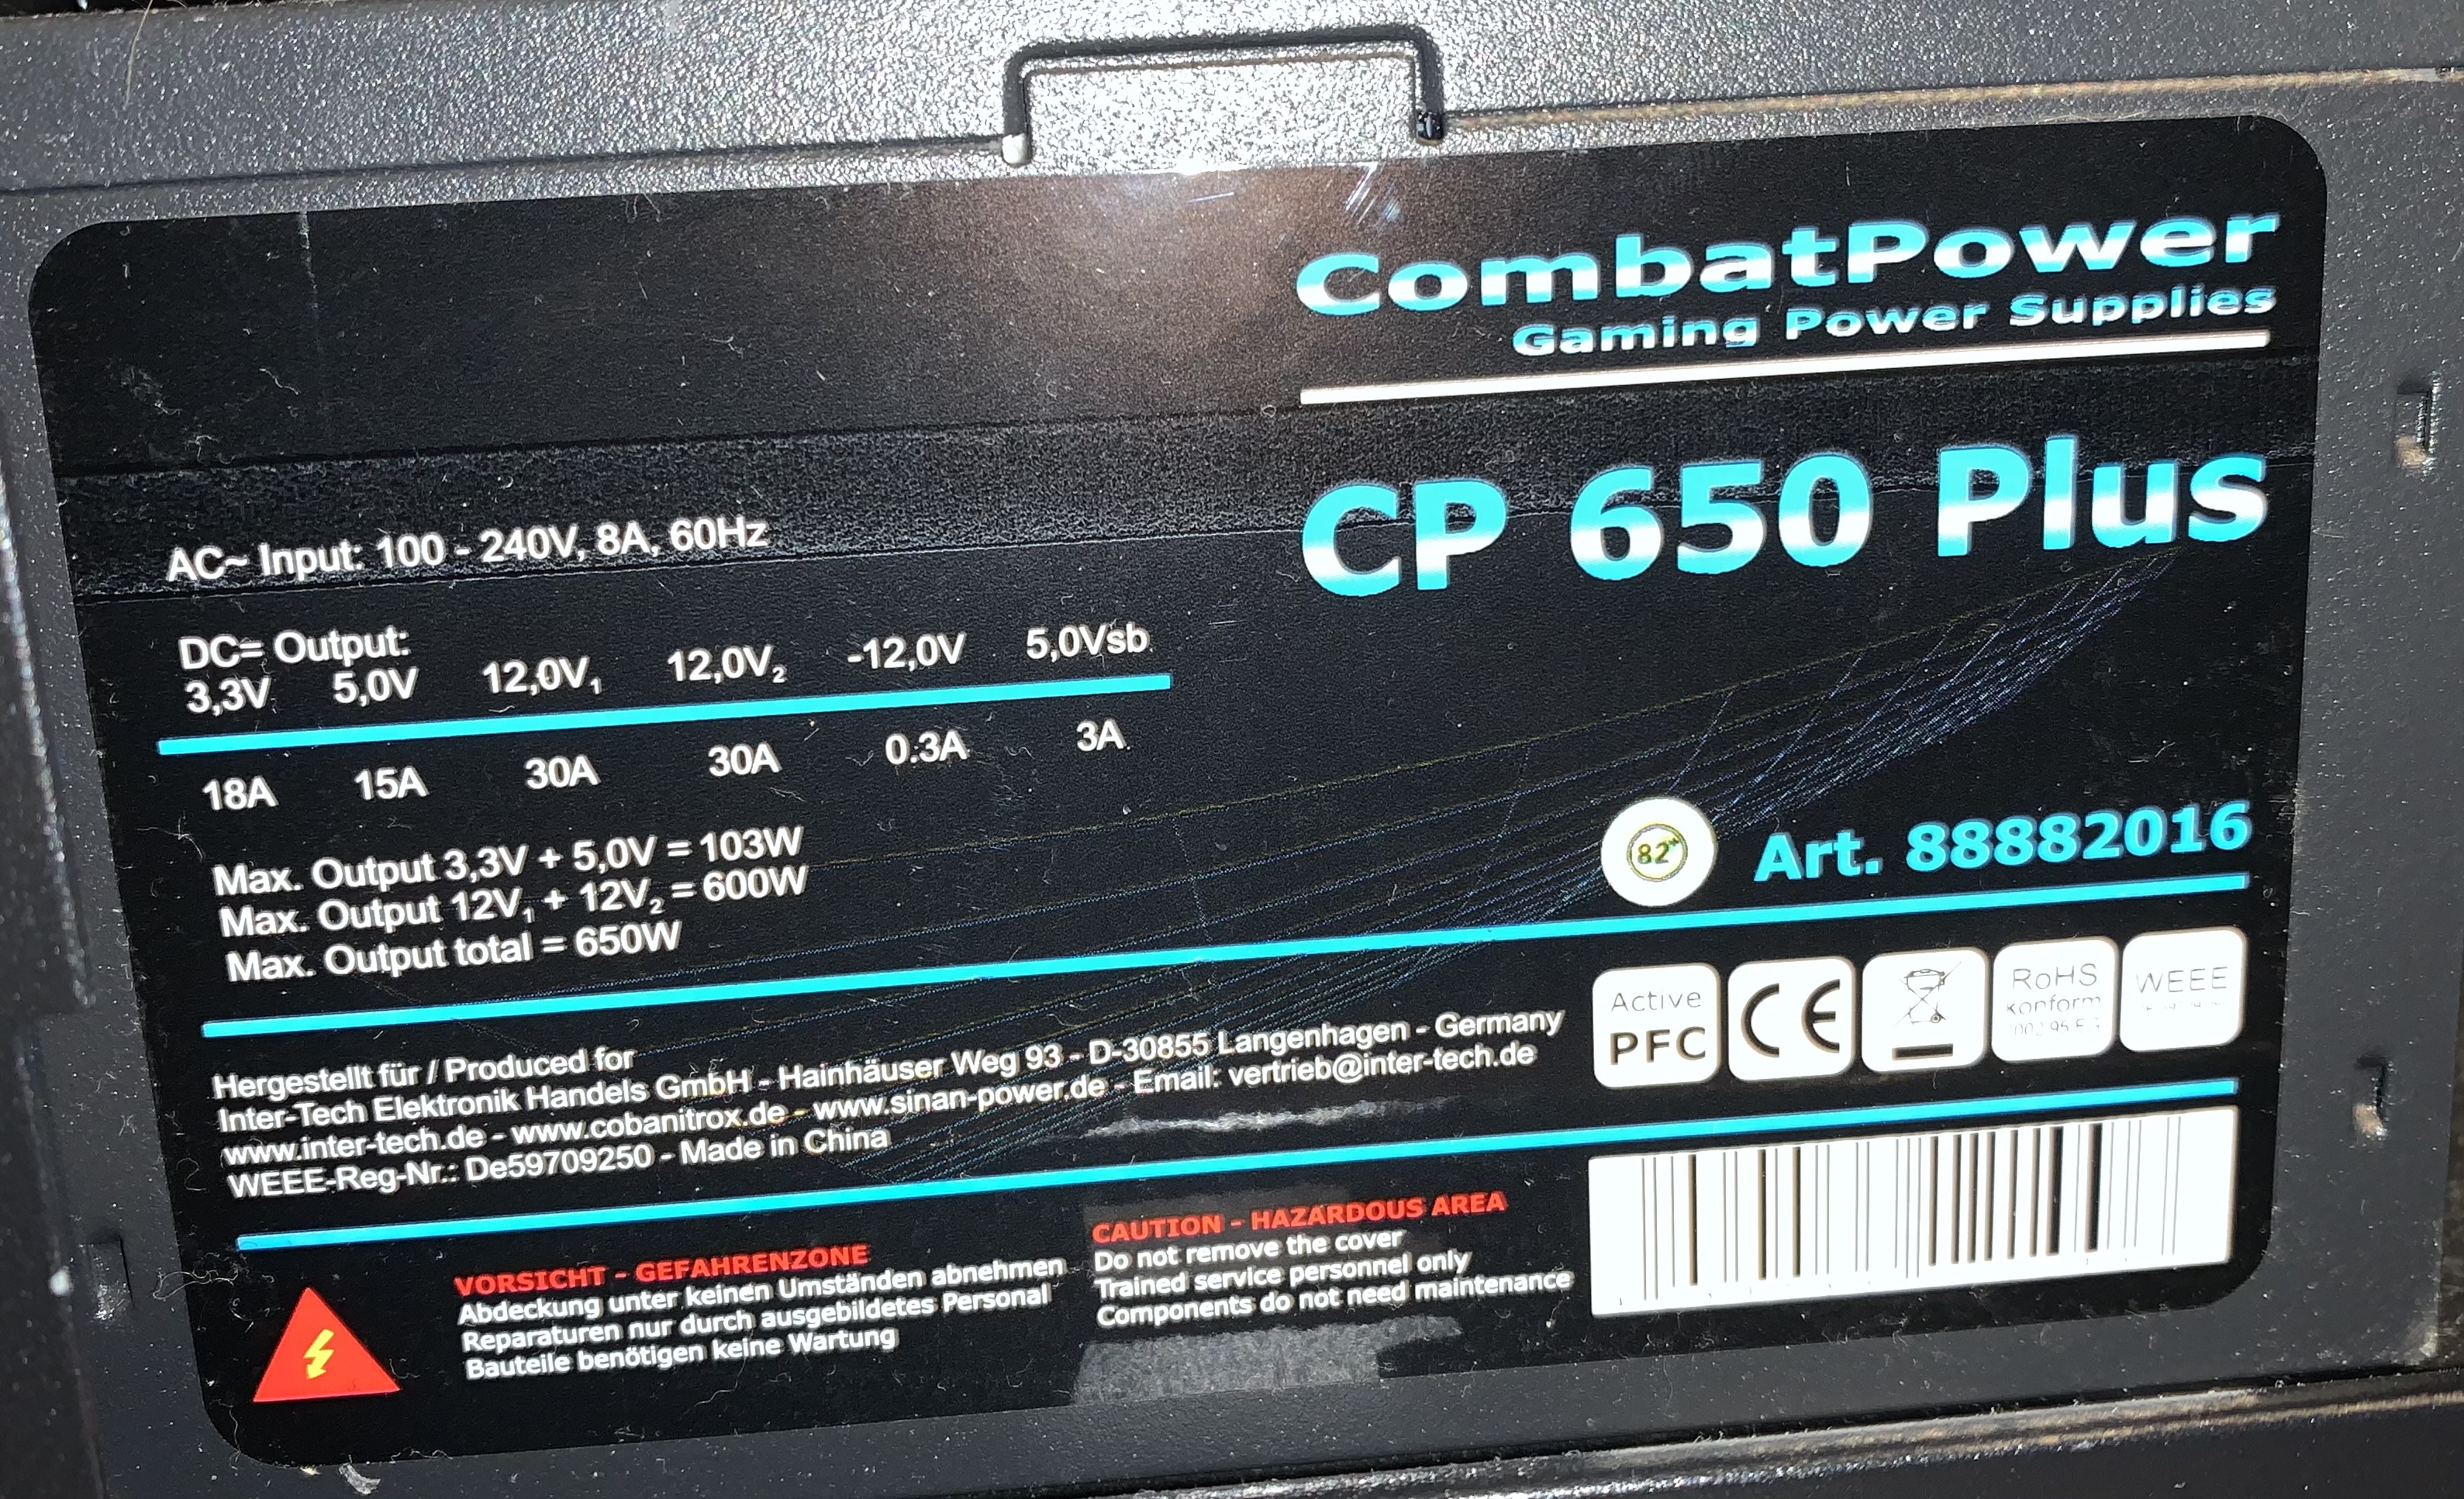 CombatPower
Gaming Power Supplies
CP 650 Plus
AC~ Input: 100 - 240V, 8A, 60Hz
DC= Output:
3,3V 5,0V 12,0V₁ 12,0V₂ -12,0V 5,0Vsb
18A 15A 30A 30A 0.3A 3A
Max. Output 3,3V + 5,0V = 103W
Max. Output 12V₁ + 12V₂ = 600W
Max. Output total = 650W
82+ Art. 88882016
Hergestellt für / Produced for
Inter-Tech Elektronik Handels GmbH - Hainhäuser Weg 93 - D-30855 Langenhagen - Germany
www.inter-tech.de - www.cobanitrox.de - www.sinan-power.de - Email: vertrieb@inter-tech.de
WEEE-Reg-Nr.: De59709250 - Made in China
Active
PFC
CE
RoHS
Konform
WEEE
VORSICHT - GEFAHRENZONE
Abdeckung unter keinen Umständen abnehmen
Reparaturen nur durch ausgebildetes Personal
Bauteile benötigen keine Wartung
CAUTION - HAZARDOUS AREA
Do not remove the cover
Trained service personnel only
Components do not need maintenance